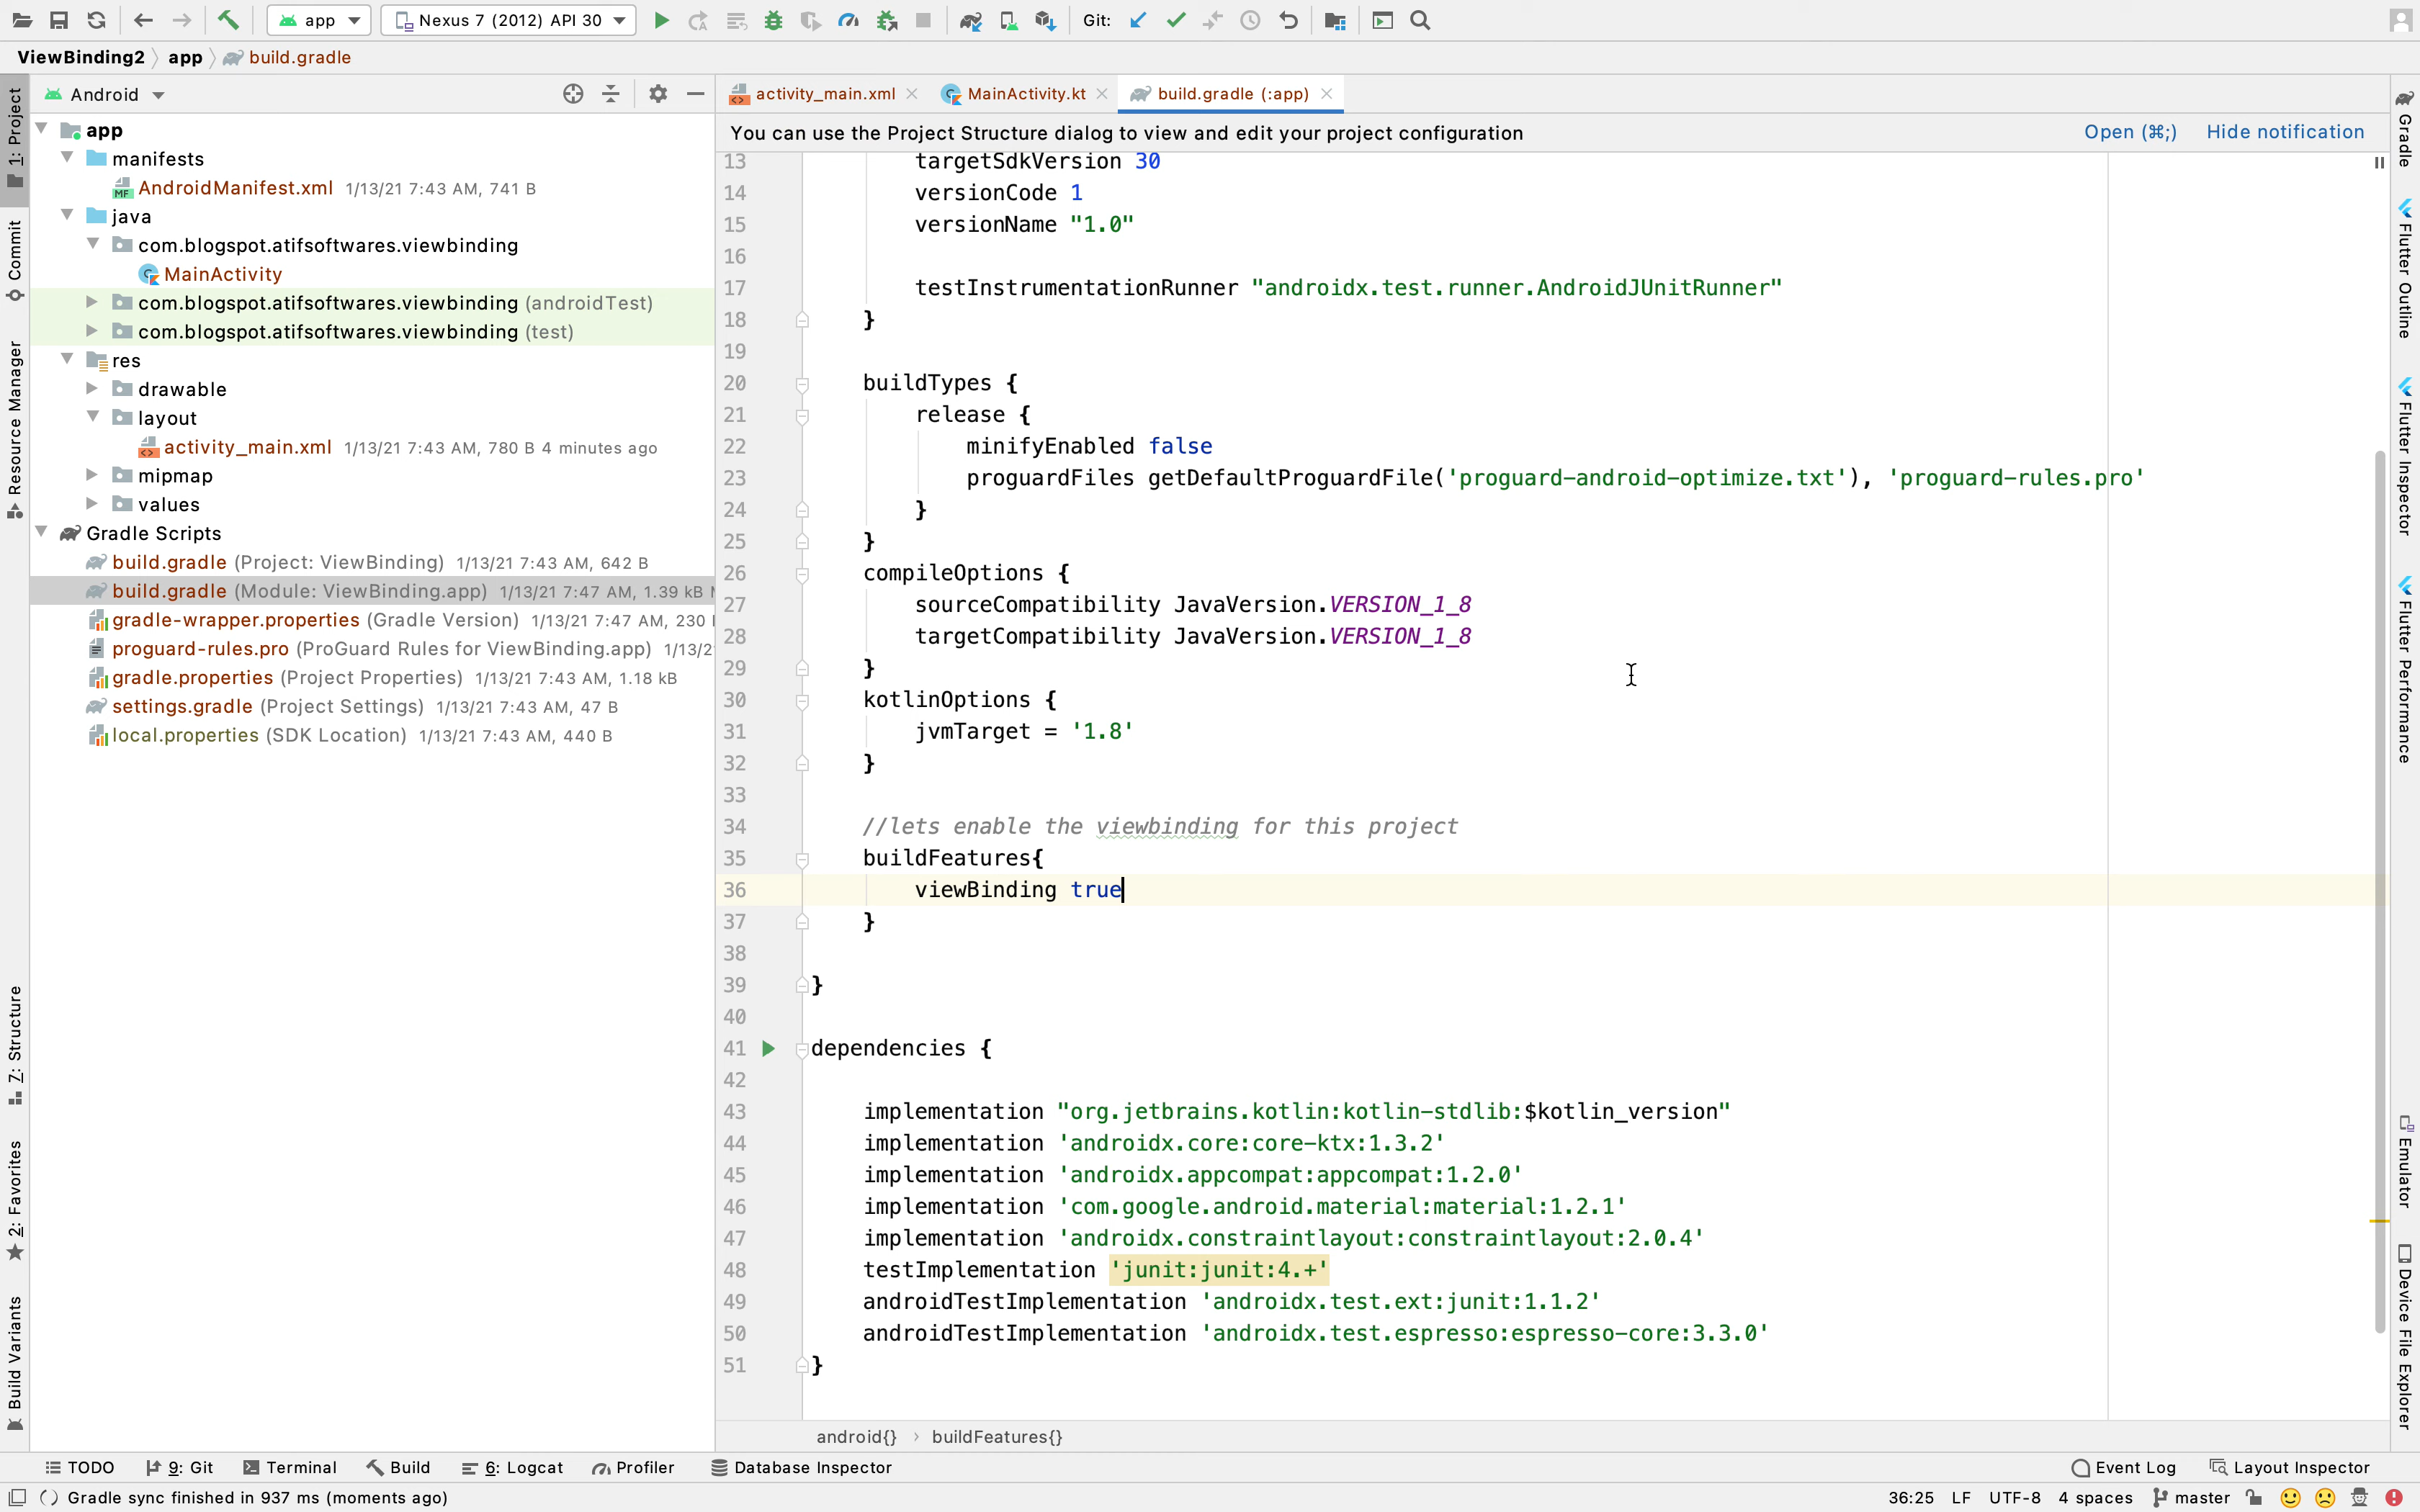 app
Nexus 7 (2012) API 30
Git:
ViewBinding2
app
build.gradle
1: Project
Commit
Resource Manager
Z: Structure
2: Favorites
Build Variants
Android
app
manifests
AndroidManifest.xml 1/13/21 7:43 AM, 741 B
java
com.blogspot.atifsoftwares.viewbinding
MainActivity
com.blogspot.atifsoftwares.viewbinding (androidTest)
com.blogspot.atifsoftwares.viewbinding (test)
res
drawable
layout
activity_main.xml 1/13/21 7:43 AM, 780 B 4 minutes ago
mipmap
values
Gradle Scripts
build.gradle (Project: ViewBinding) 1/13/21 7:43 AM, 642 B
build.gradle (Module: ViewBinding.app) 1/13/21 7:47 AM, 1.39 kB
gradle-wrapper.properties (Gradle Version) 1/13/21 7:47 AM, 230
proguard-rules.pro (ProGuard Rules for ViewBinding.app) 1/13/2
gradle.properties (Project Properties) 1/13/21 7:43 AM, 1.18 kB
settings.gradle (Project Settings) 1/13/21 7:43 AM, 47 B
local.properties (SDK Location) 1/13/21 7:43 AM, 440 B
activity_main.xml
MainActivity.kt
build.gradle (:app)
You can use the Project Structure dialog to view and edit your project configuration
Open (⌘;)
Hide notification
13 targetSdkVersion 30
14 versionCode 1
15 versionName "1.0"
16
17 testInstrumentationRunner "androidx.test.runner.AndroidJUnitRunner"
18 }
19
20 buildTypes {
21 release {
22 minifyEnabled false
23 proguardFiles getDefaultProguardFile('proguard-android-optimize.txt'), 'proguard-rules.pro'
24 }
25 }
26 compileOptions {
27 sourceCompatibility JavaVersion.VERSION_1_8
28 targetCompatibility JavaVersion.VERSION_1_8
29 }
30 kotlinOptions {
31 jvmTarget = '1.8'
32 }
33
34 //lets enable the viewbinding for this project
35 buildFeatures{
36 viewBinding true
37 }
38
39 }
40
41 dependencies {
42
43 implementation "org.jetbrains.kotlin:kotlin-stdlib:$kotlin_version"
44 implementation 'androidx.core:core-ktx:1.3.2'
45 implementation 'androidx.appcompat:appcompat:1.2.0'
46 implementation 'com.google.android.material:material:1.2.1'
47 implementation 'androidx.constraintlayout:constraintlayout:2.0.4'
48 testImplementation 'junit:junit:4.+'
49 androidTestImplementation 'androidx.test.ext:junit:1.1.2'
50 androidTestImplementation 'androidx.test.espresso:espresso-core:3.3.0'
51 }
android{} › buildFeatures{}
Gradle
Flutter Outline
Flutter Inspector
Flutter Performance
Emulator
Device File Explorer
TODO
9: Git
Terminal
Build
6: Logcat
Profiler
Database Inspector
Event Log
Layout Inspector
Gradle sync finished in 937 ms (moments ago)
36:25
LF
UTF-8
4 spaces
master